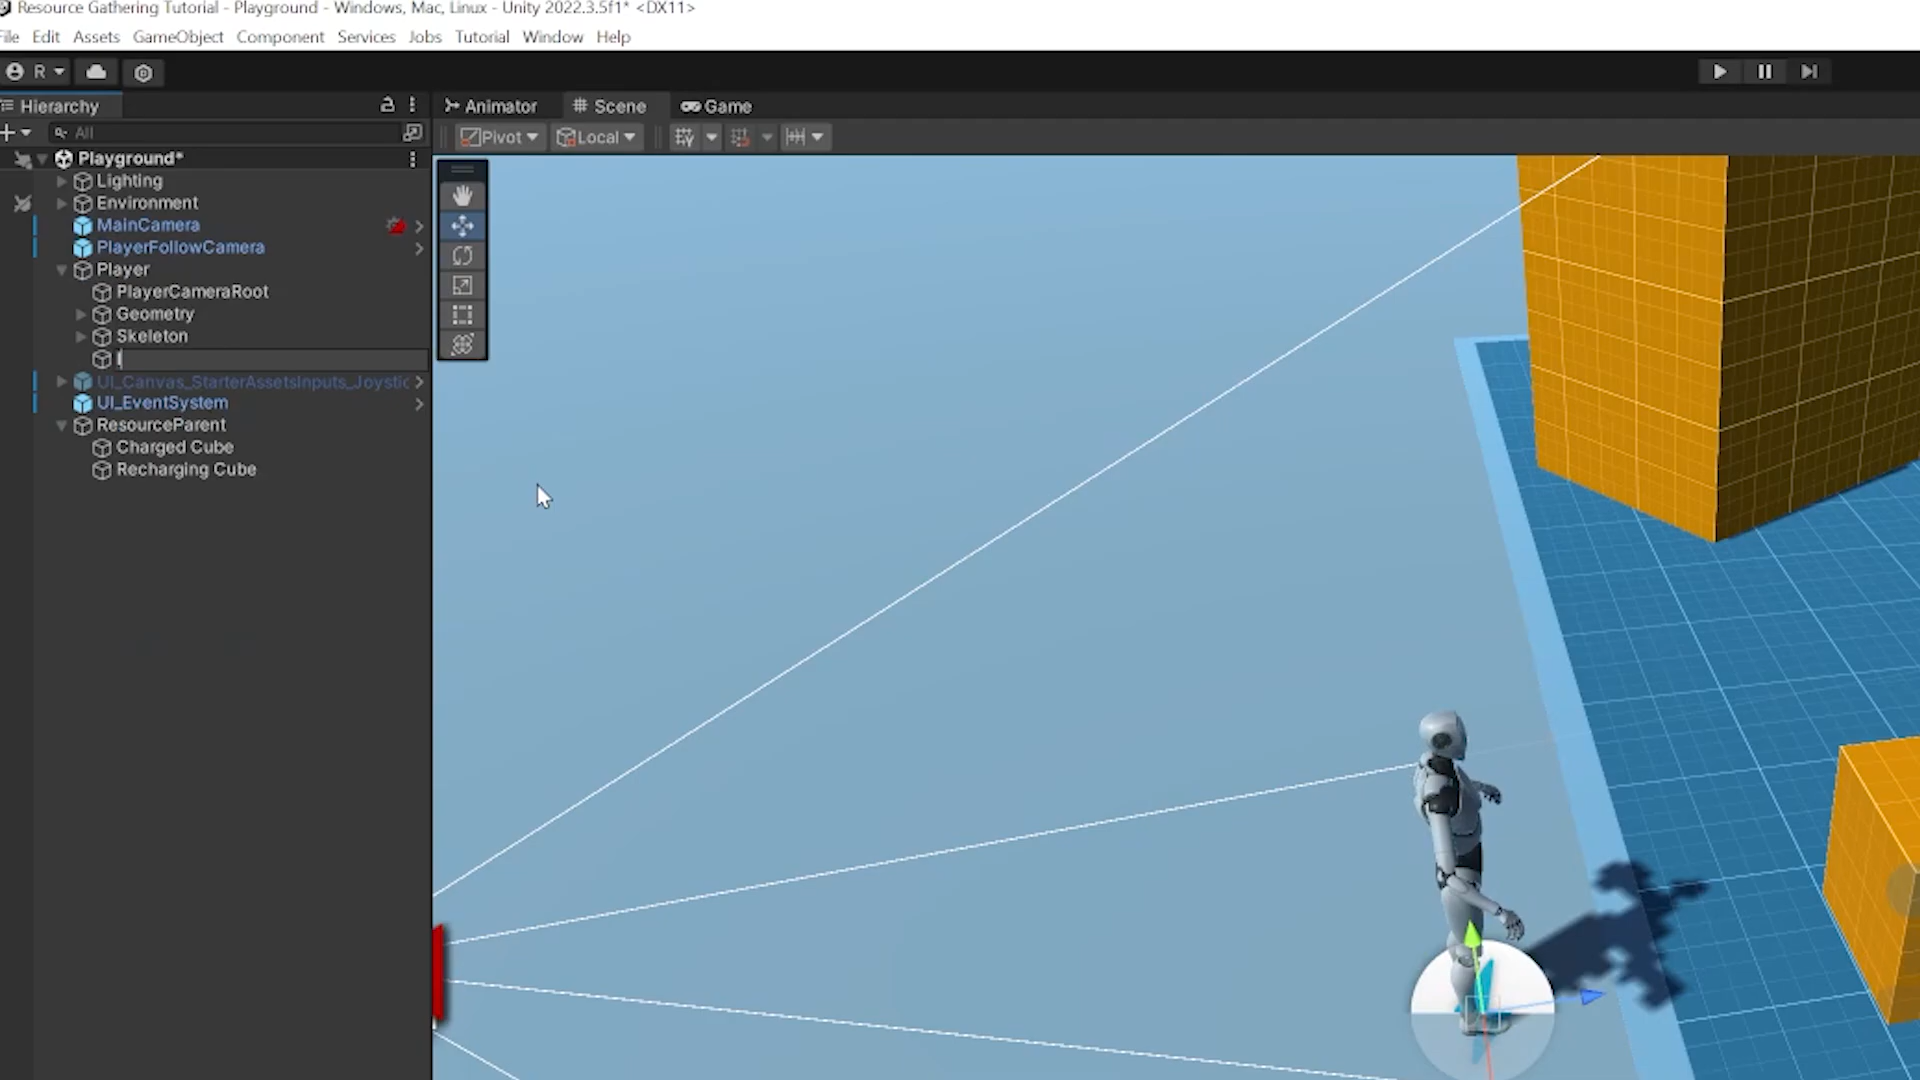 Resource Gathering Tutorial - Playground - Windows, Mac, Linux - Unity 2022.3.5f1* <DX11>
File Edit Assets GameObject Component Services Jobs Tutorial Window Help
R
Hierarchy
Animator Scene Game
All
Pivot Local
Playground*
Lighting
Environment
MainCamera
PlayerFollowCamera
Player
PlayerCameraRoot
Geometry
Skeleton
I
UI_Canvas_StarterAssetsInputs_Joystic
UI_EventSystem
ResourceParent
Charged Cube
Recharging Cube